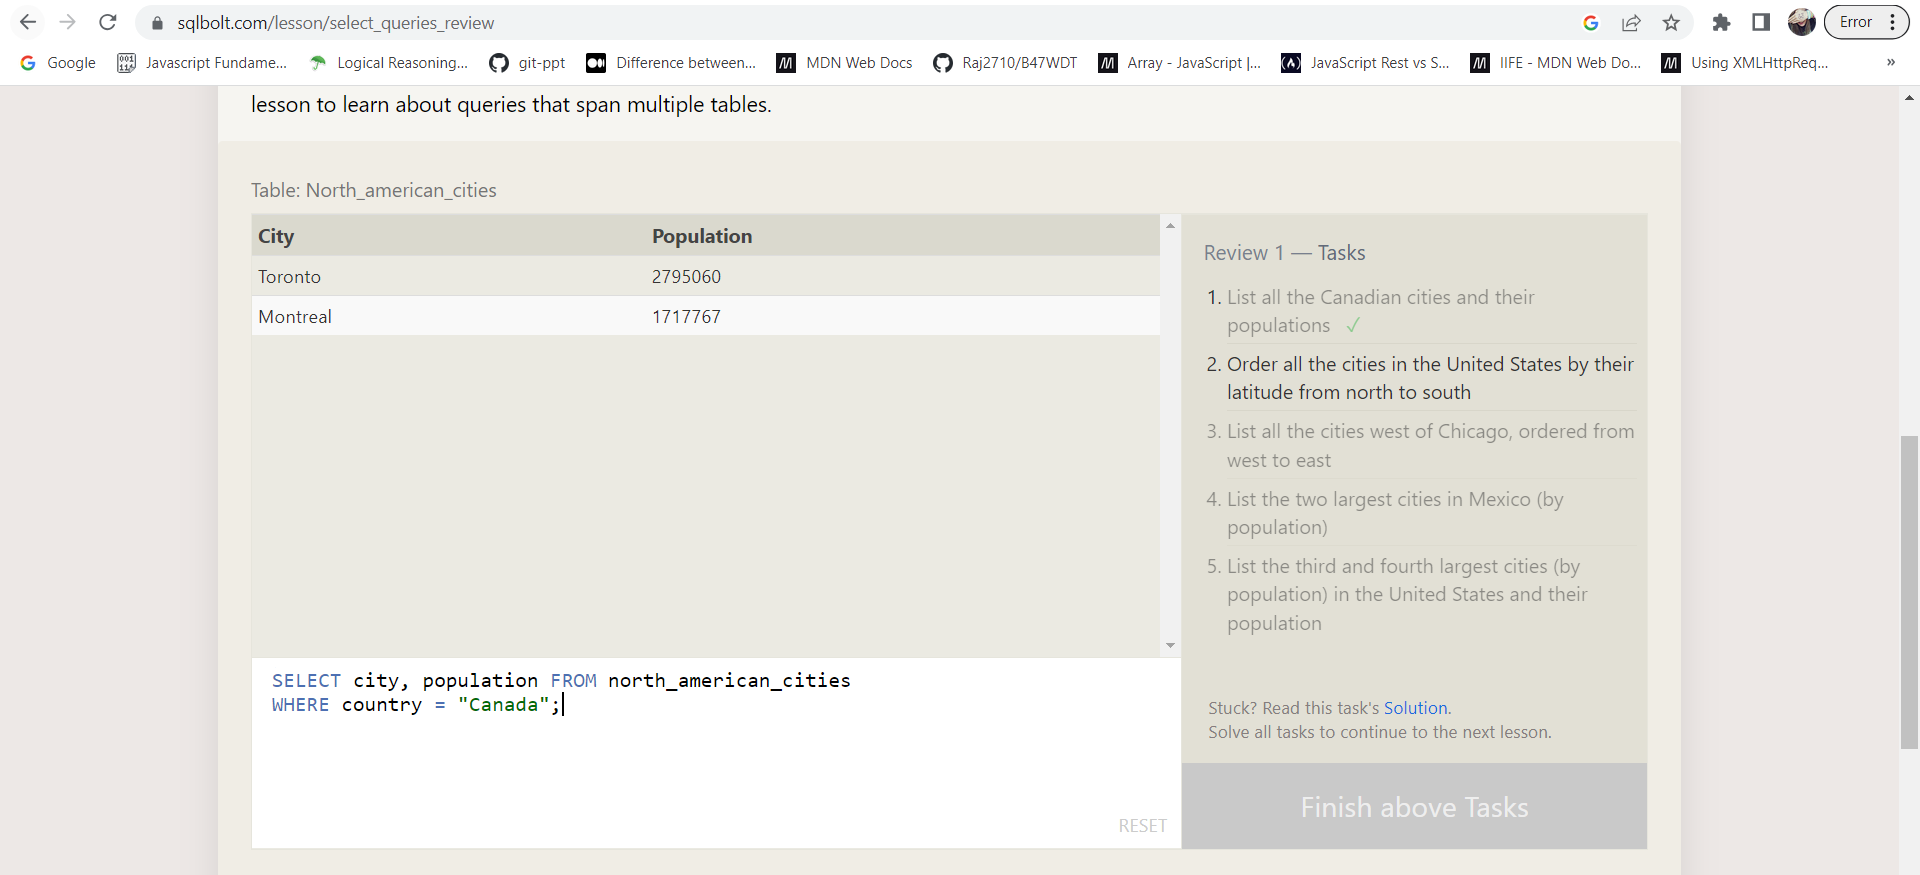 sqlbolt.com/lesson/select_queries_review
Error
Google
Javascript Fundame...
Logical Reasoning...
git-ppt
Difference between...
MDN Web Docs
Raj2710/B47WDT
Array - JavaScript |...
JavaScript Rest vs S...
IIFE - MDN Web Do...
Using XMLHttpReq...
»
lesson to learn about queries that span multiple tables.
Table: North_american_cities
City Population
Toronto 2795060
Montreal 1717767
SELECT city, population FROM north_american_cities
WHERE country = "Canada";
RESET
Review 1 — Tasks
1. List all the Canadian cities and their
populations ✓
2. Order all the cities in the United States by their
latitude from north to south
3. List all the cities west of Chicago, ordered from
west to east
4. List the two largest cities in Mexico (by
population)
5. List the third and fourth largest cities (by
population) in the United States and their
population
Stuck? Read this task's Solution.
Solve all tasks to continue to the next lesson.
Finish above Tasks